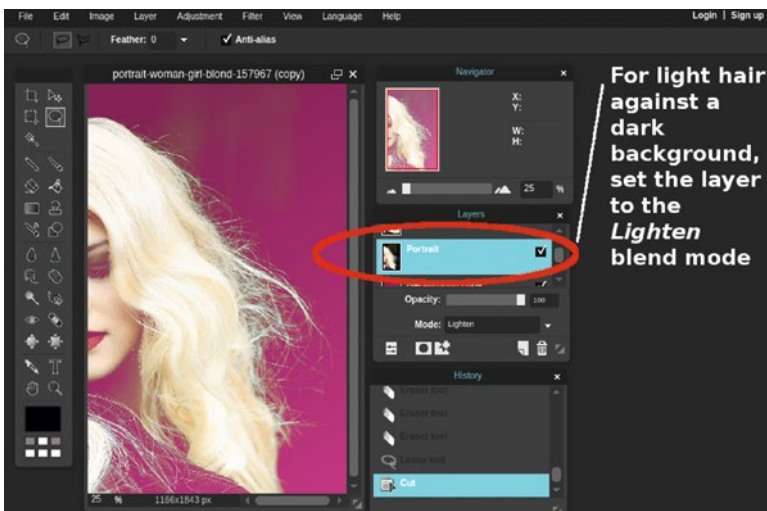 File Edit Image Layer Adjustment Filter View Language Help Login | Sign up
Feather: 0 Anti-alias
portrait-woman-girl-blond-157967 (copy)
Navigator
X:
Y:
W:
H:
25 %
Layers
Portrait
Opacity: 100
Mode: Lighten
History
Eraser tool
Eraser tool
Eraser tool
Lasso tool
Cut
25 % 1166x1843 px
For light hair
against a
dark
background,
set the layer
to the
Lighten
blend mode